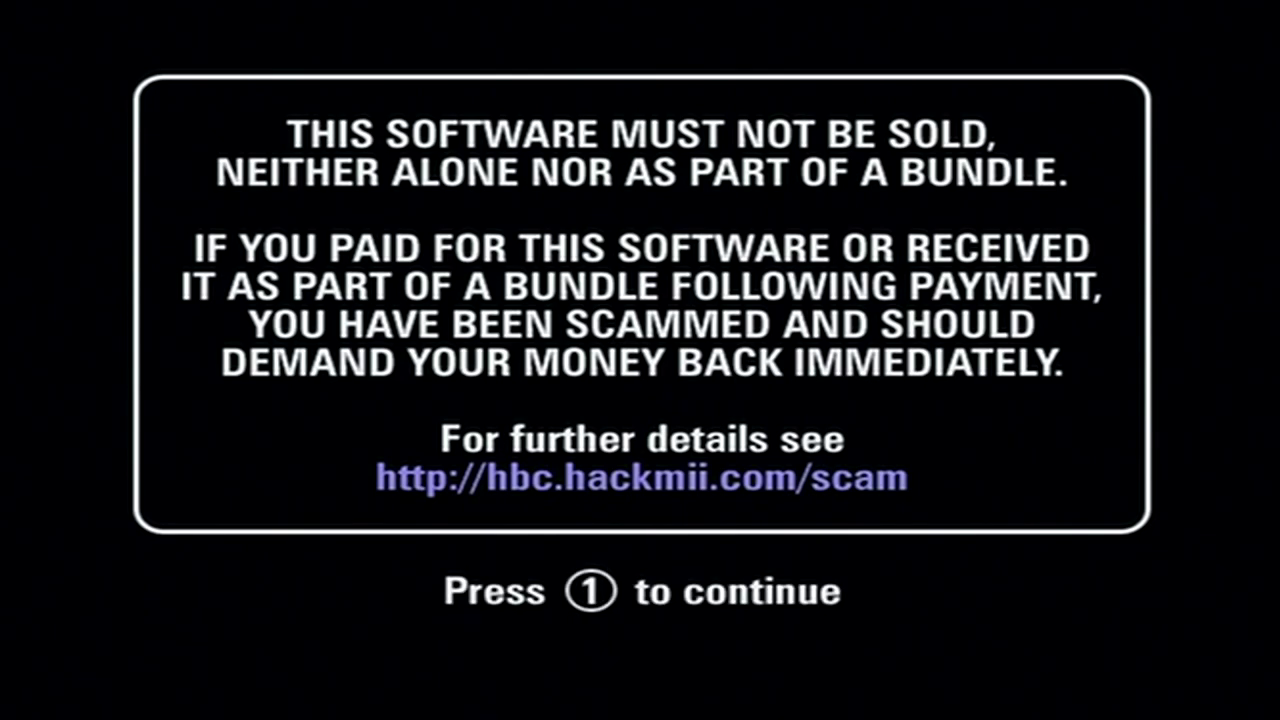 THIS SOFTWARE MUST NOT BE SOLD,
NEITHER ALONE NOR AS PART OF A BUNDLE.
IF YOU PAID FOR THIS SOFTWARE OR RECEIVED
IT AS PART OF A BUNDLE FOLLOWING PAYMENT,
YOU HAVE BEEN SCAMMED AND SHOULD
DEMAND YOUR MONEY BACK IMMEDIATELY.
For further details see
http://hbc.hackmii.com/scam
Press 1 to continue